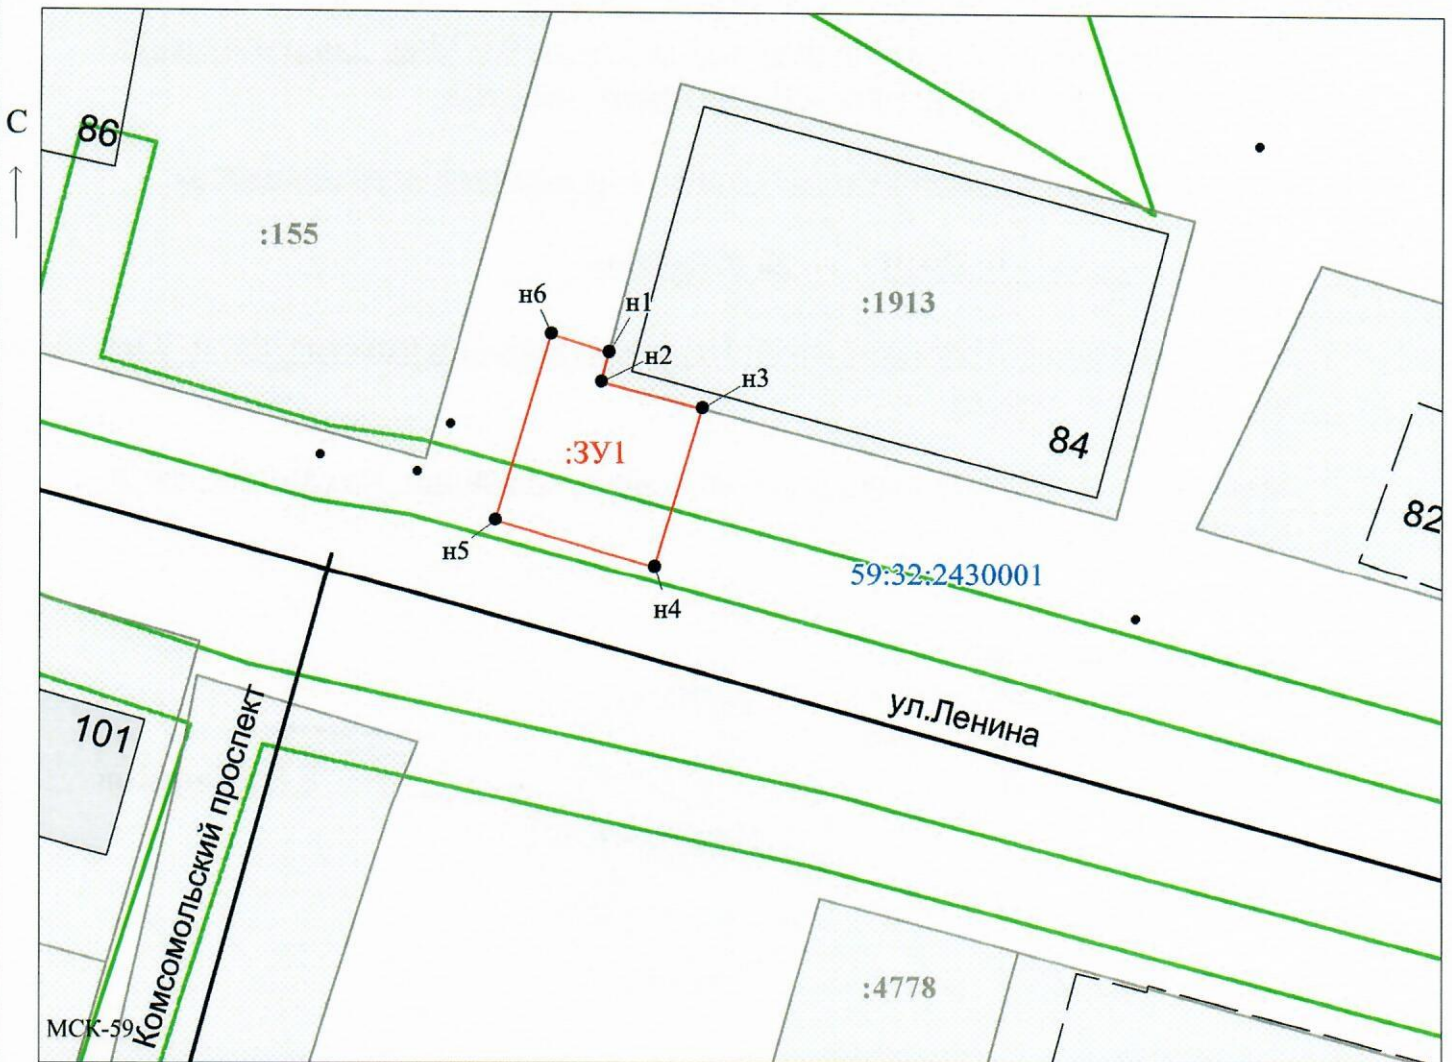 С
86
:155
:1913
н6
н1
н2
н3
84
:ЗУ1
82
н5
59:32:2430001
н4
ул.Ленина
101
Комсомольский проспект
:4778
МСК-59